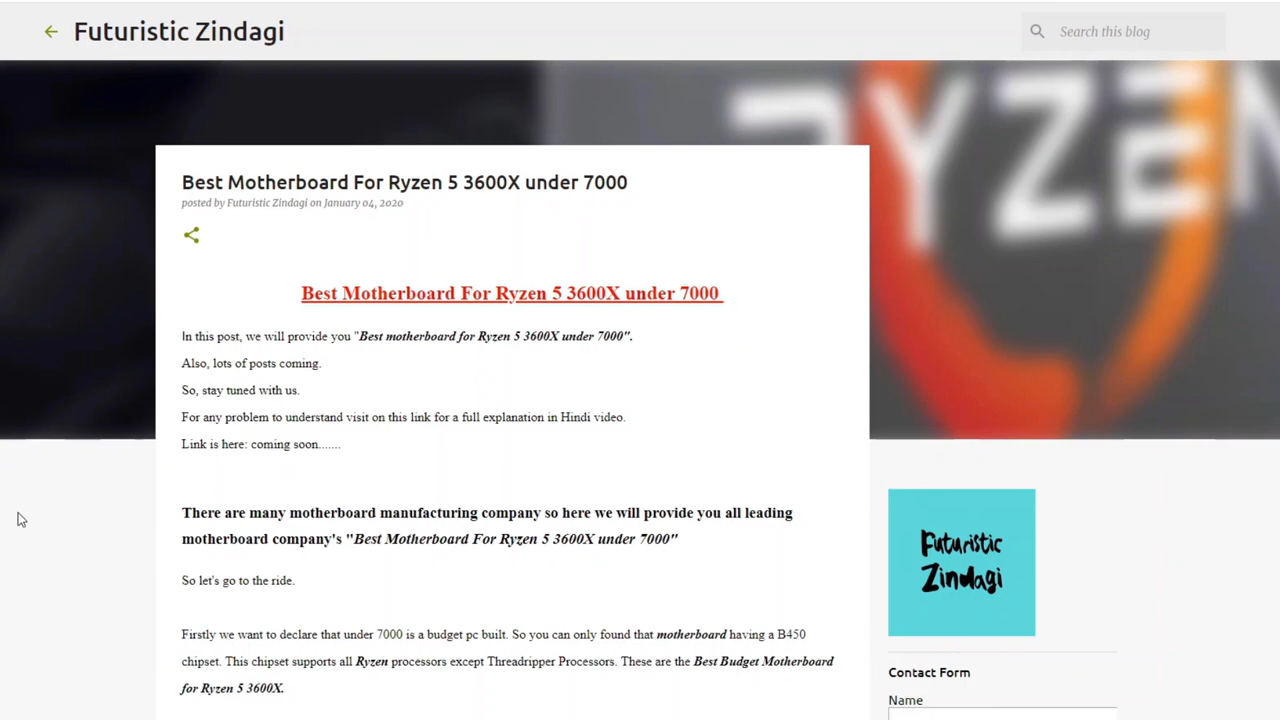 Futuristic Zindagi
Search this blog
RYZEN
Best Motherboard For Ryzen 5 3600X under 7000
posted by Futuristic Zindagi on January 04, 2020
Best Motherboard For Ryzen 5 3600X under 7000
In this post, we will provide you "Best motherboard for Ryzen 5 3600X under 7000".
Also, lots of posts coming.
So, stay tuned with us.
For any problem to understand visit on this link for a full explanation in Hindi video.
Link is here: coming soon.......
There are many motherboard manufacturing company so here we will provide you all leading
motherboard company's "Best Motherboard For Ryzen 5 3600X under 7000"
So let's go to the ride.
Firstly we want to declare that under 7000 is a budget pc built. So you can only found that motherboard having a B450
chipset. This chipset supports all Ryzen processors except Threadripper Processors. These are the Best Budget Motherboard
for Ryzen 5 3600X.
Futuristic
Zindagi
Contact Form
Name